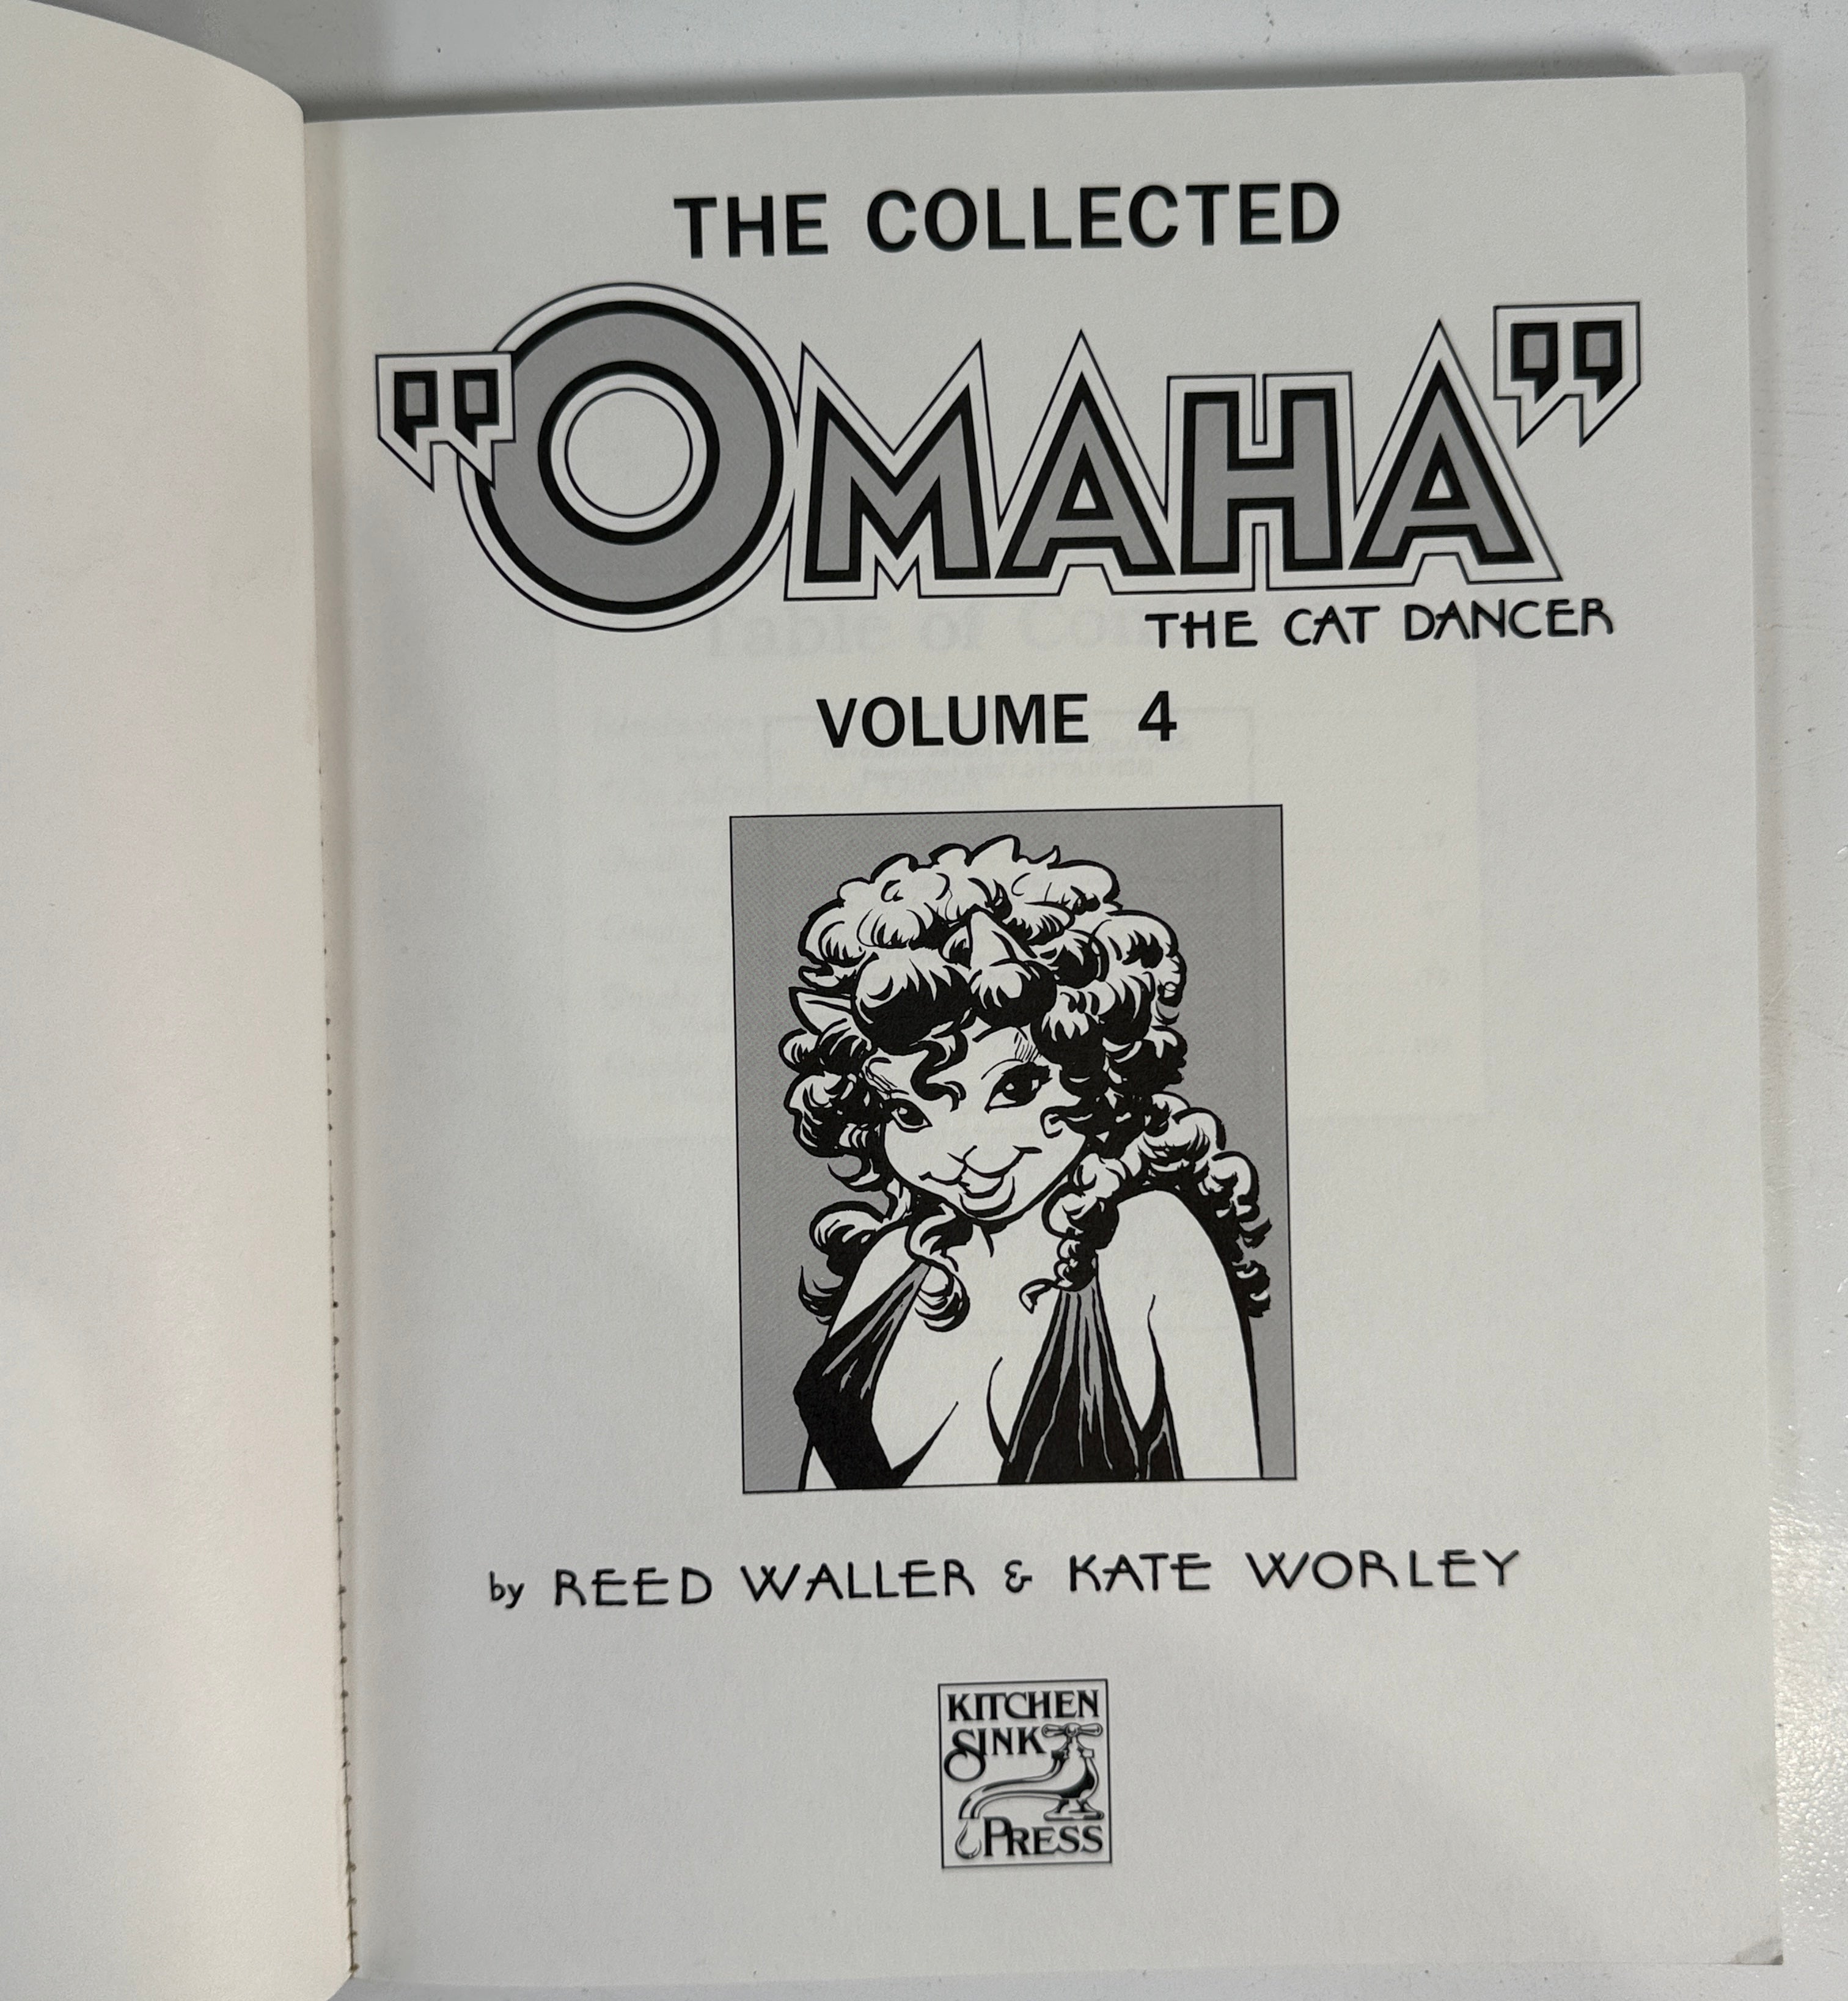 THE COLLECTED
"OMAHA"
THE CAT DANCER
VOLUME 4
by REED WALLER & KATE WORLEY
KITCHEN
SINK
PRESS